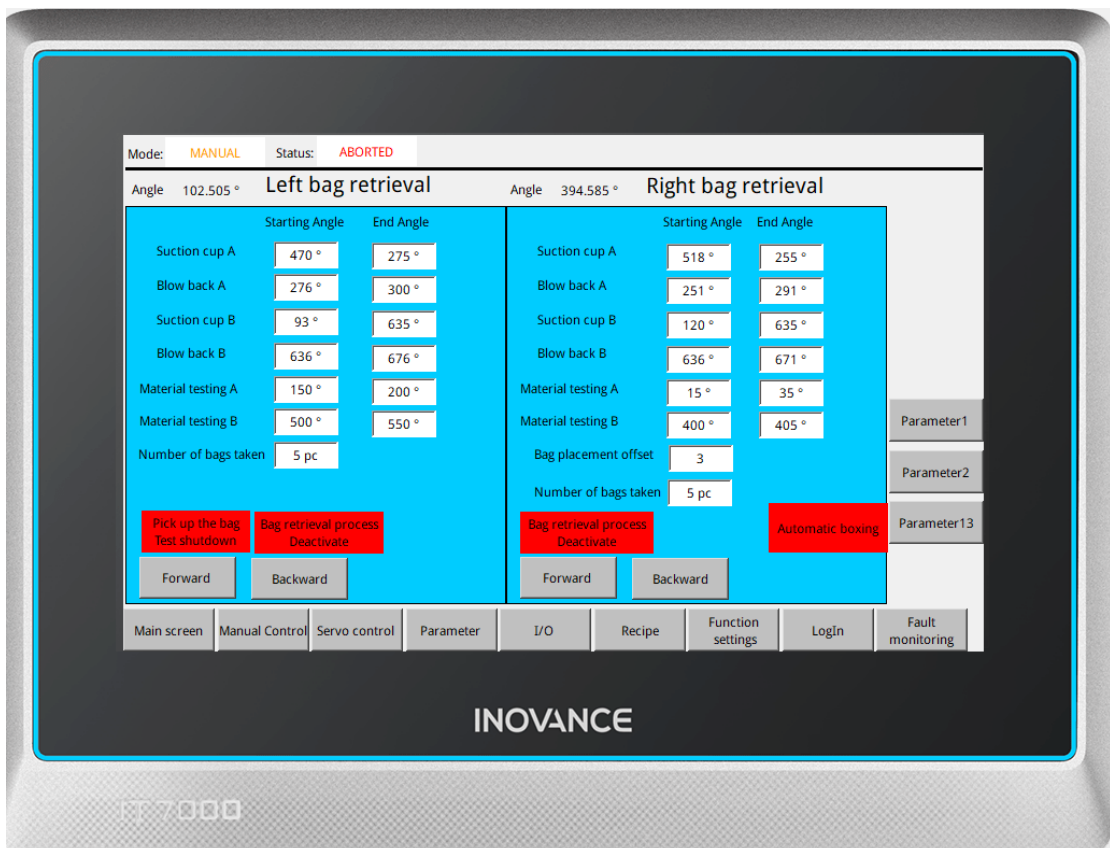 Mode: MANUAL Status: ABORTED
Angle 102.505 ° Left bag retrieval Angle 394.585 ° Right bag retrieval
Starting Angle End Angle
Suction cup A 470 ° 275 °
Blow back A 276 ° 300 °
Suction cup B 93 ° 635 °
Blow back B 636 ° 676 °
Material testing A 150 ° 200 °
Material testing B 500 ° 550 °
Number of bags taken 5 pc
Pick up the bag
Test shutdown
Bag retrieval process
Deactivate
Forward Backward
Starting Angle End Angle
Suction cup A 518 ° 255 °
Blow back A 251 ° 291 °
Suction cup B 120 ° 635 °
Blow back B 636 ° 671 °
Material testing A 15 ° 35 °
Material testing B 400 ° 405 °
Bag placement offset 3
Number of bags taken 5 pc
Bag retrieval process
Deactivate
Automatic boxing
Forward Backward
Parameter1
Parameter2
Parameter13
Main screen Manual Control Servo control Parameter I/O Recipe Function settings LogIn Fault monitoring
INOVANCE
IT7000